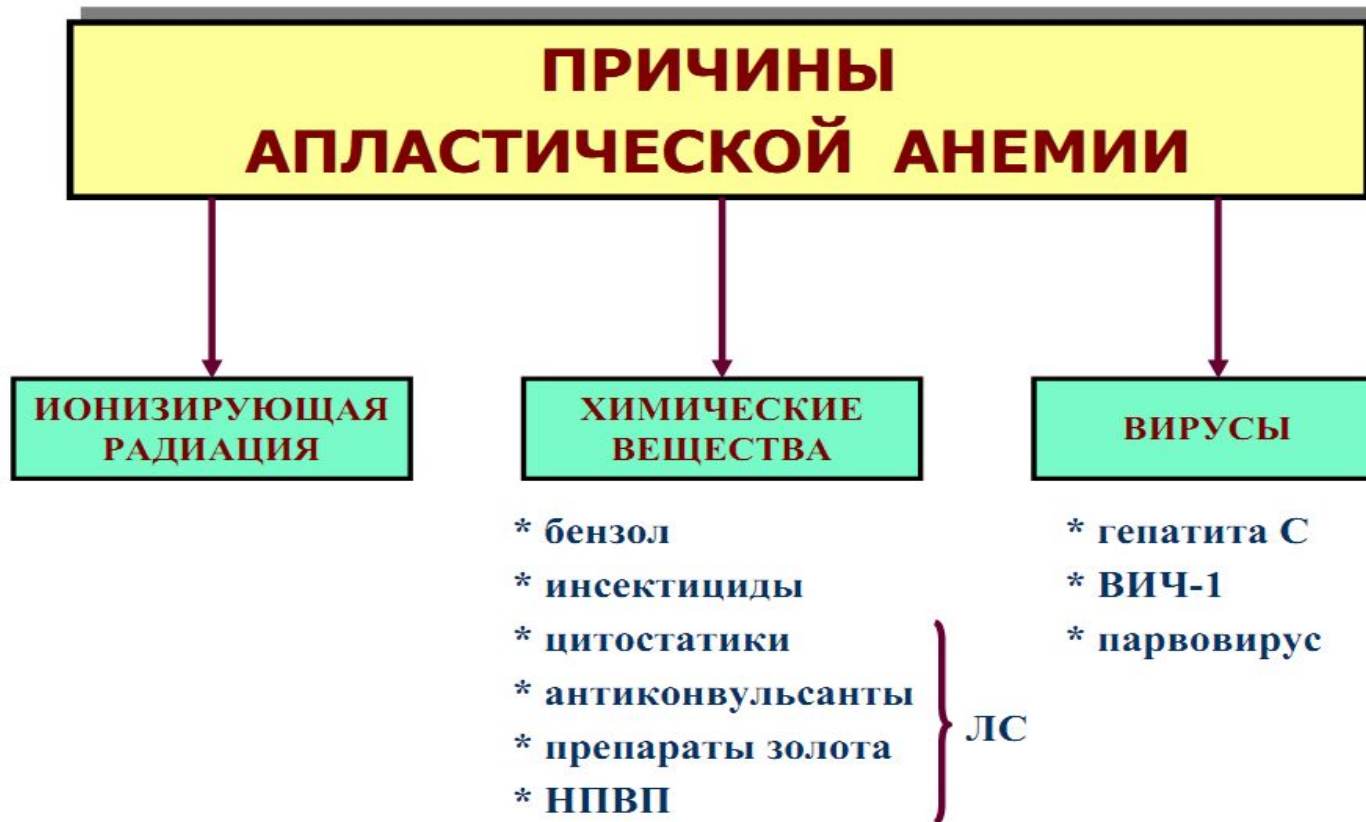 ПРИЧИНЫ
АПЛАСТИЧЕСКОЙ АНЕМИИ
ИОНИЗИРУЮЩАЯ
РАДИАЦИЯ
ХИМИЧЕСКИЕ
ВЕЩЕСТВА
* бензол
* инсектициды
* цитостатики
* антиконвульсанты
* препараты золота
* НПВП
ЛС
ВИРУСЫ
* гепатита С
* ВИЧ-1
* парвовирус